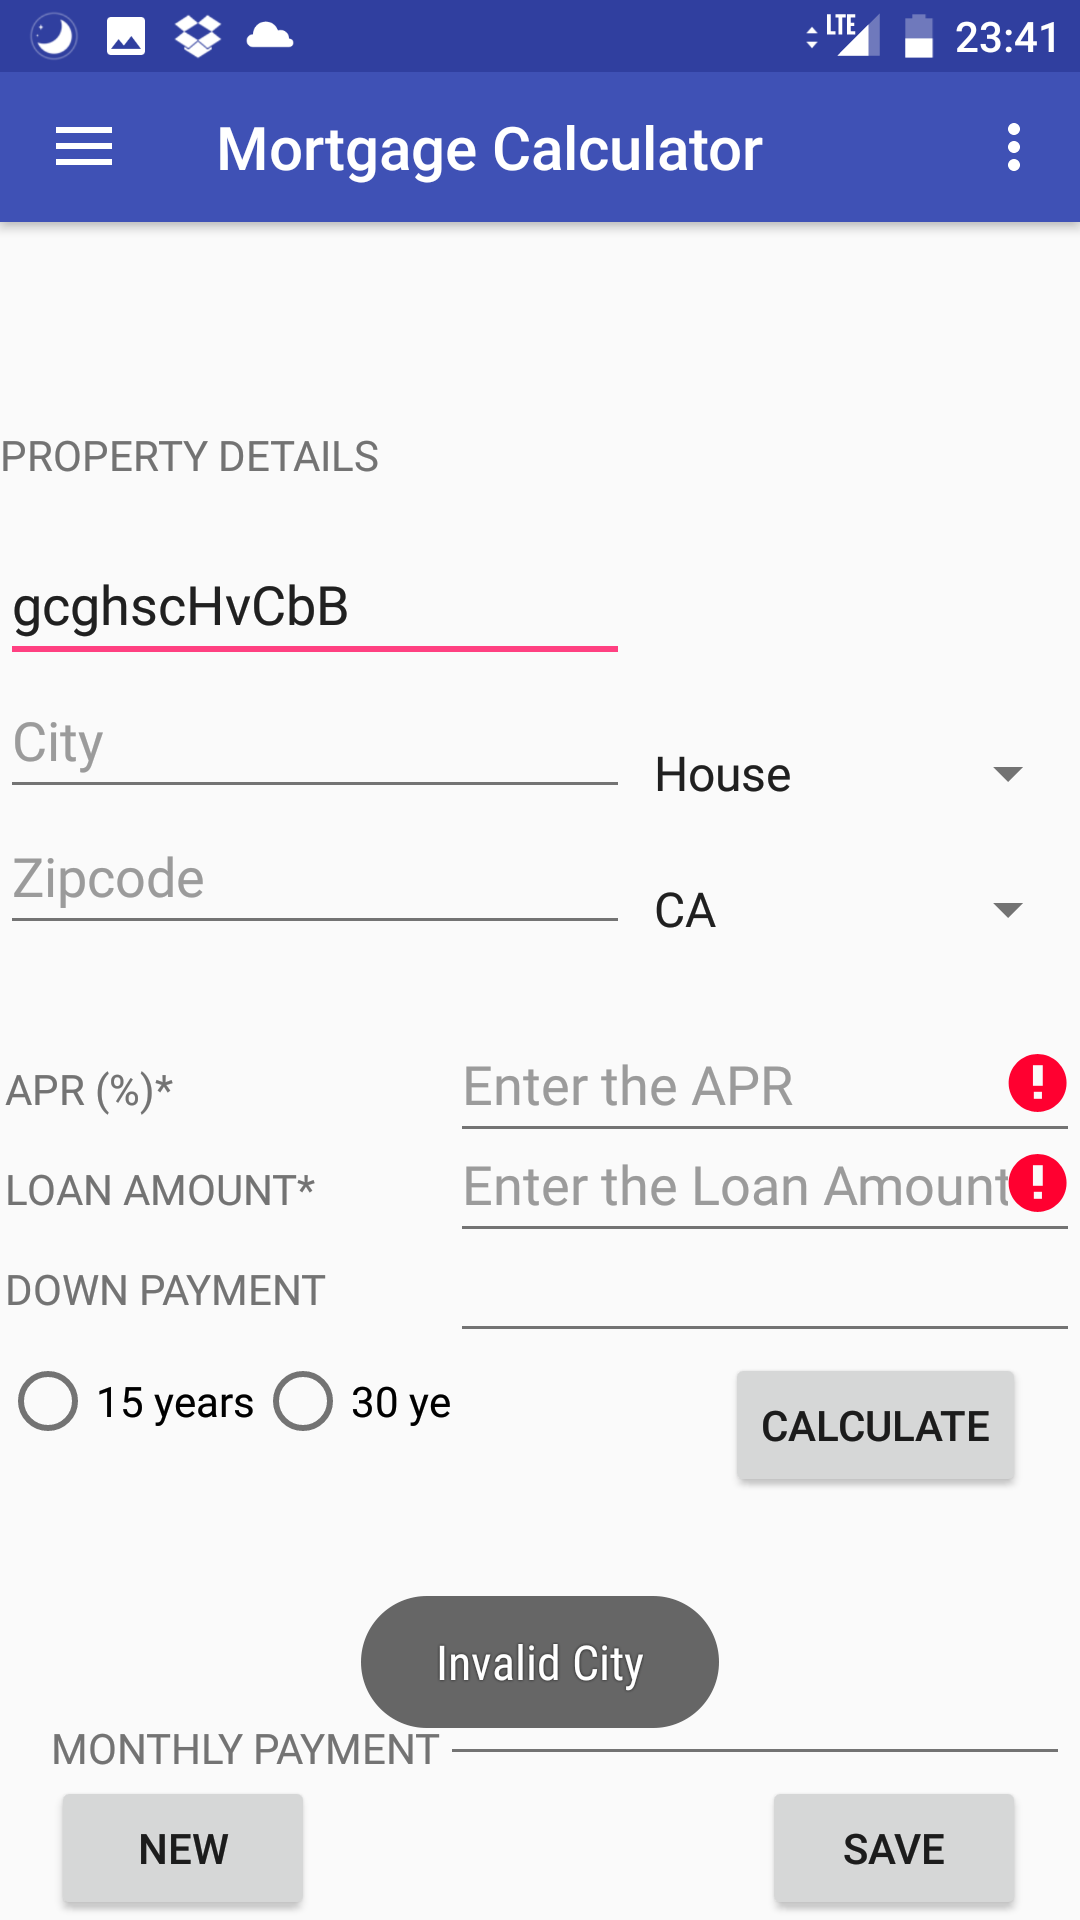 LTE 23:41
Mortgage Calculator
PROPERTY DETAILS
gcghscHvCbB
City
House
Zipcode
CA
APR (%)* Enter the APR
LOAN AMOUNT* Enter the Loan Amount
DOWN PAYMENT
15 years 30 ye
CALCULATE
Invalid City
MONTHLY PAYMENT
NEW SAVE